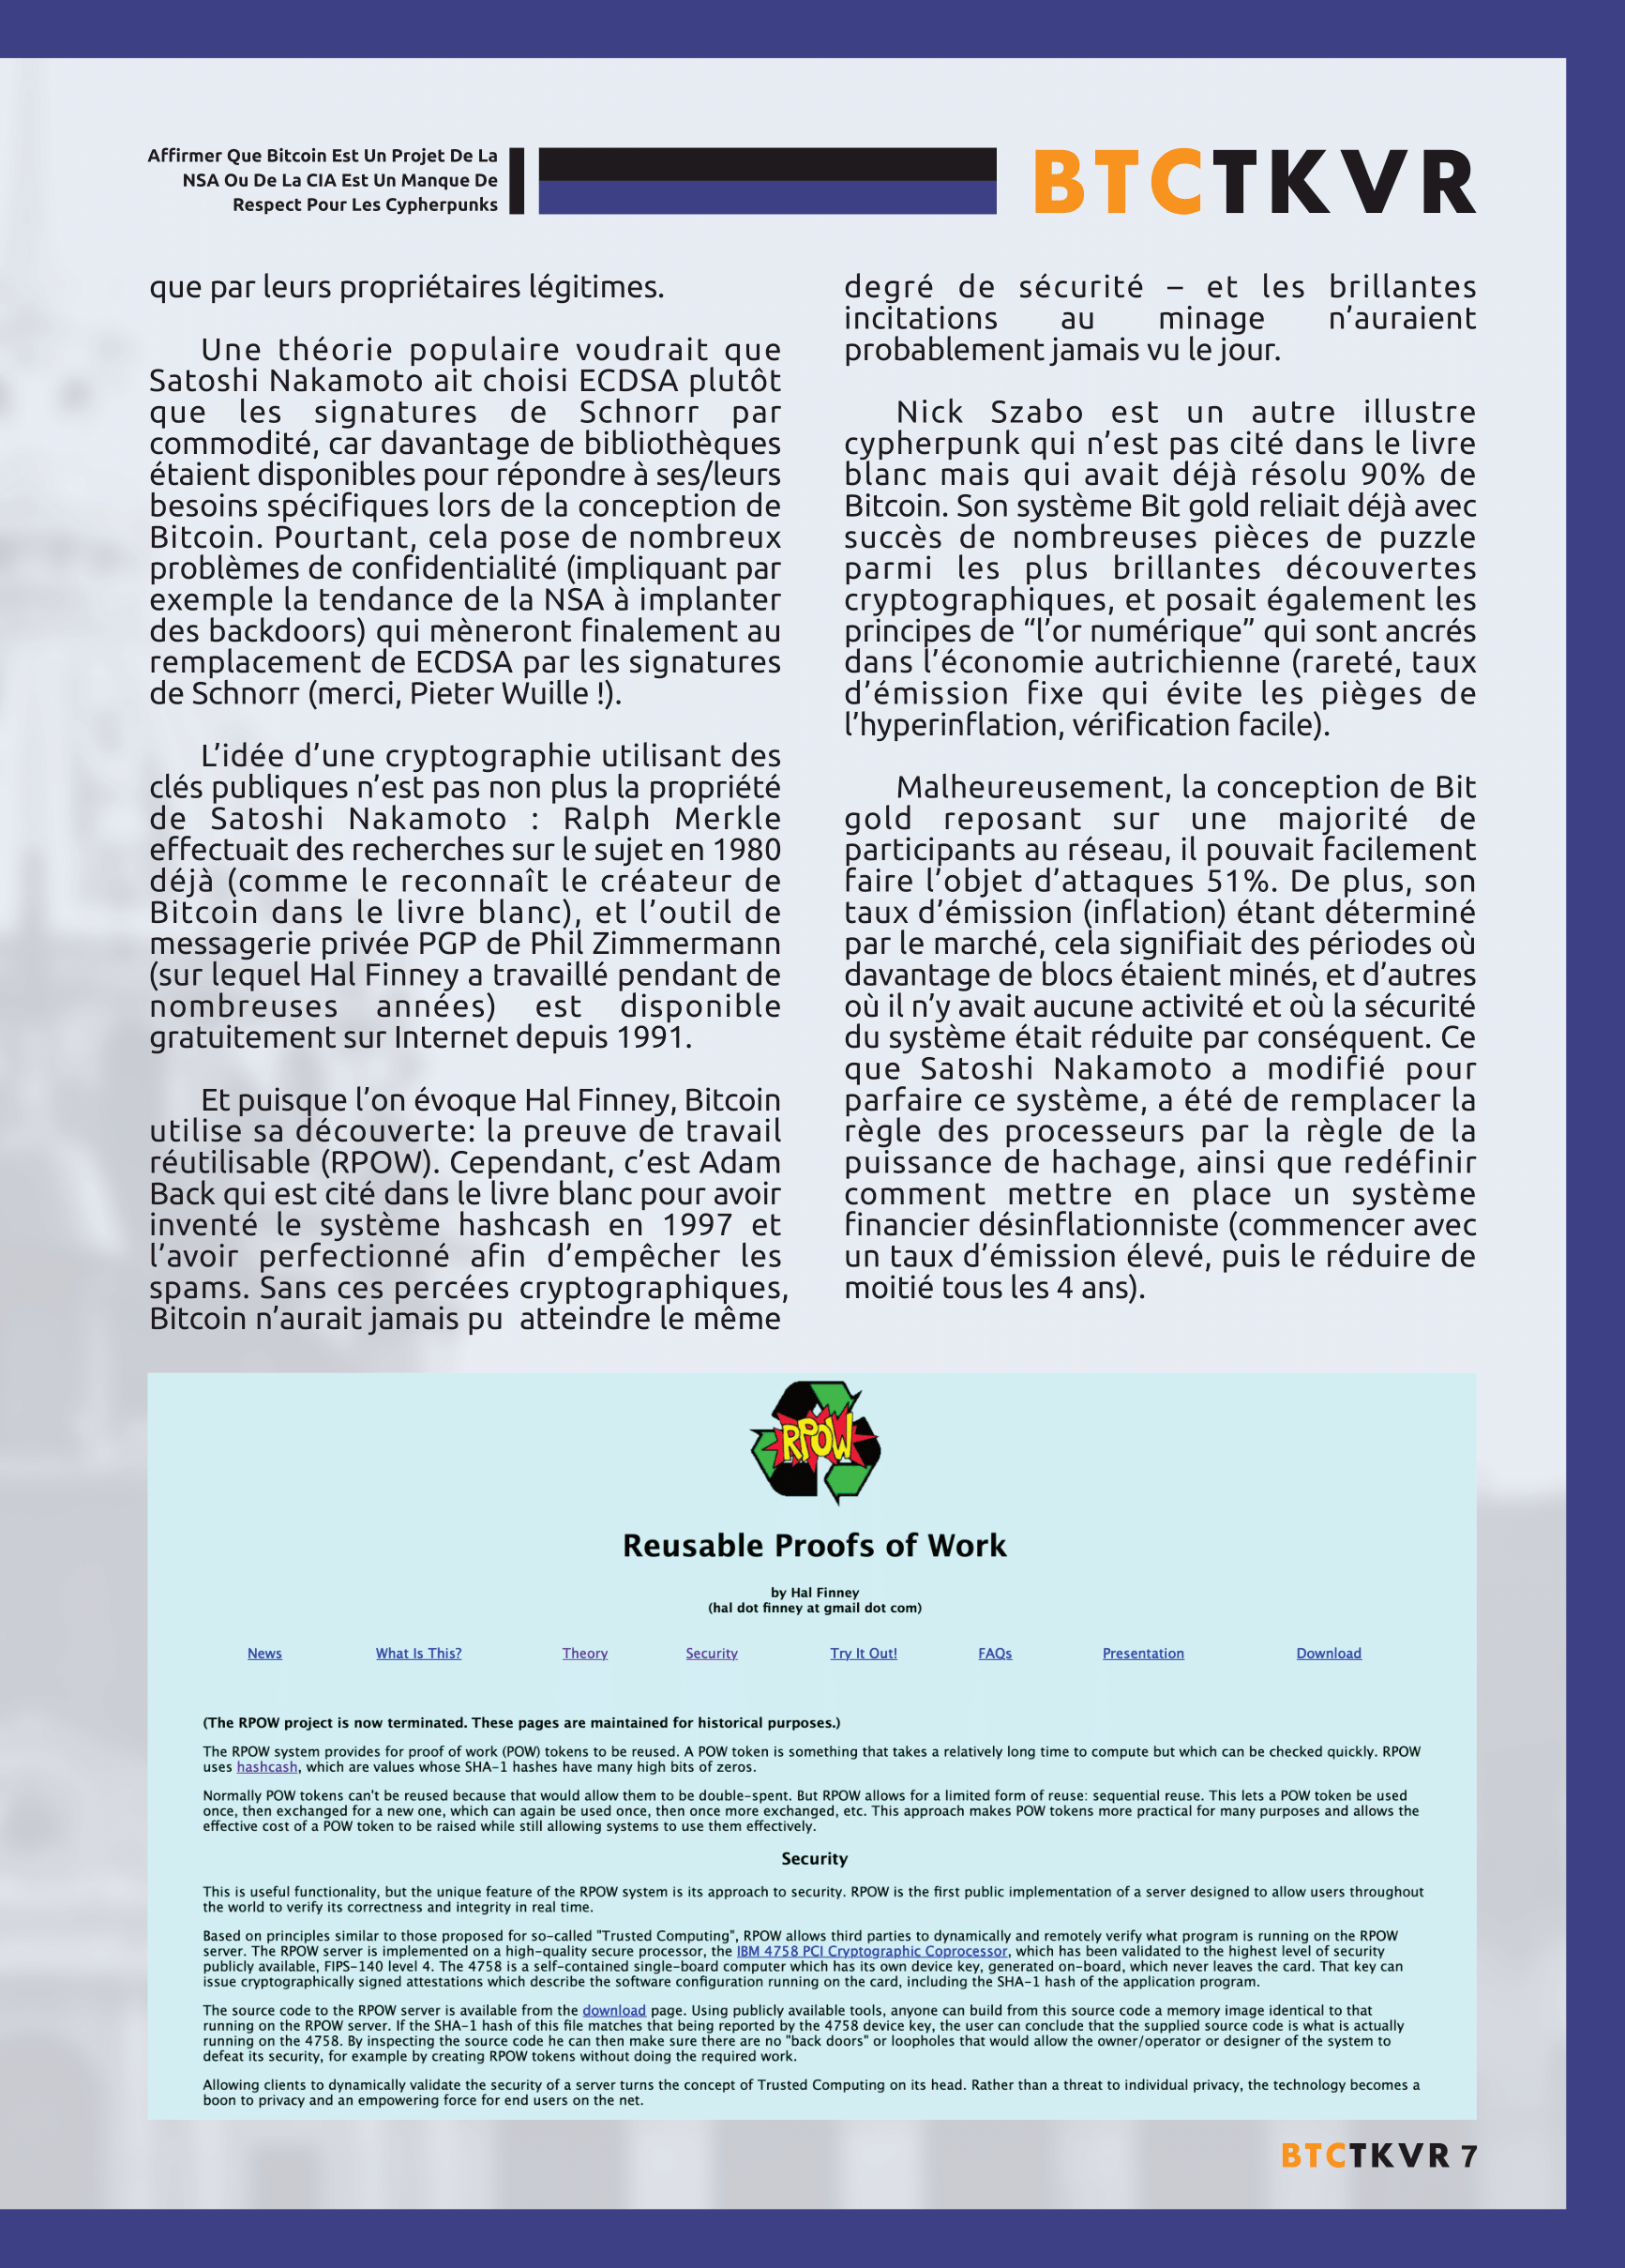 Affirmer Que Bitcoin Est Un Projet De La
NSA Ou De La CIA Est Un Manque De
Respect Pour Les Cypherpunks
BTCTKVR
que par leurs propriétaires légitimes.
Une théorie populaire voudrait que
Satoshi Nakamoto ait choisi ECDSA plutôt
que les signatures de Schnorr par
commodité, car davantage de bibliothèques
étaient disponibles pour répondre à ses/leurs
besoins spécifiques lors de la conception de
Bitcoin. Pourtant, cela pose de nombreux
problèmes de confidentialité (impliquant par
exemple la tendance de la NSA à implanter
des backdoors) qui mèneront finalement au
remplacement de ECDSA par les signatures
de Schnorr (merci, Pieter Wuille !).
L’idée d’une cryptographie utilisant des
clés publiques n’est pas non plus la propriété
de Satoshi Nakamoto : Ralph Merkle
effectuait des recherches sur le sujet en 1980
déjà (comme le reconnaît le créateur de
Bitcoin dans le livre blanc), et l’outil de
messagerie privée PGP de Phil Zimmermann
(sur lequel Hal Finney a travaillé pendant de
nombreuses années) est disponible
gratuitement sur Internet depuis 1991.
Et puisque l’on évoque Hal Finney, Bitcoin
utilise sa découverte: la preuve de travail
réutilisable (RPOW). Cependant, c’est Adam
Back qui est cité dans le livre blanc pour avoir
inventé le système hashcash en 1997 et
l’avoir perfectionné afin d’empêcher les
spams. Sans ces percées cryptographiques,
Bitcoin n’aurait jamais pu  atteindre le même
degré de sécurité – et les brillantes
incitations au minage n’auraient
probablement jamais vu le jour.
Nick Szabo est un autre illustre
cypherpunk qui n’est pas cité dans le livre
blanc mais qui avait déjà résolu 90% de
Bitcoin. Son système Bit gold reliait déjà avec
succès de nombreuses pièces de puzzle
parmi les plus brillantes découvertes
cryptographiques, et posait également les
principes de “l’or numérique” qui sont ancrés
dans l’économie autrichienne (rareté, taux
d’émission fixe qui évite les pièges de
l’hyperinflation, vérification facile).
Malheureusement, la conception de Bit
gold reposant sur une majorité de
participants au réseau, il pouvait facilement
faire l’objet d’attaques 51%. De plus, son
taux d’émission (inflation) étant déterminé
par le marché, cela signifiait des périodes où
davantage de blocs étaient minés, et d’autres
où il n’y avait aucune activité et où la sécurité
du système était réduite par conséquent. Ce
que Satoshi Nakamoto a modifié pour
parfaire ce système, a été de remplacer la
règle des processeurs par la règle de la
puissance de hachage, ainsi que redéfinir
comment mettre en place un système
financier désinflationniste (commencer avec
un taux d’émission élevé, puis le réduire de
moitié tous les 4 ans).
RPOW
Reusable Proofs of Work
by Hal Finney
(hal dot finney at gmail dot com)
News What Is This? Theory Security Try It Out! FAQs Presentation Download
(The RPOW project is now terminated. These pages are maintained for historical purposes.)
The RPOW system provides for proof of work (POW) tokens to be reused. A POW token is something that takes a relatively long time to compute but which can be checked quickly. RPOW
uses hashcash, which are values whose SHA-1 hashes have many high bits of zeros.
Normally POW tokens can't be reused because that would allow them to be double-spent. But RPOW allows for a limited form of reuse: sequential reuse. This lets a POW token be used
once, then exchanged for a new one, which can again be used once, then once more exchanged, etc. This approach makes POW tokens more practical for many purposes and allows the
effective cost of a POW token to be raised while still allowing systems to use them effectively.
Security
This is useful functionality, but the unique feature of the RPOW system is its approach to security. RPOW is the first public implementation of a server designed to allow users throughout
the world to verify its correctness and integrity in real time.
Based on principles similar to those proposed for so-called "Trusted Computing", RPOW allows third parties to dynamically and remotely verify what program is running on the RPOW
server. The RPOW server is implemented on a high-quality secure processor, the IBM 4758 PCI Cryptographic Coprocessor, which has been validated to the highest level of security
publicly available, FIPS-140 level 4. The 4758 is a self-contained single-board computer which has its own device key, generated on-board, which never leaves the card. That key can
issue cryptographically signed attestations which describe the software configuration running on the card, including the SHA-1 hash of the application program.
The source code to the RPOW server is available from the download page. Using publicly available tools, anyone can build from this source code a memory image identical to that
running on the RPOW server. If the SHA-1 hash of this file matches that being reported by the 4758 device key, the user can conclude that the supplied source code is what is actually
running on the 4758. By inspecting the source code he can then make sure there are no "back doors" or loopholes that would allow the owner/operator or designer of the system to
defeat its security, for example by creating RPOW tokens without doing the required work.
Allowing clients to dynamically validate the security of a server turns the concept of Trusted Computing on its head. Rather than a threat to individual privacy, the technology becomes a
boon to privacy and an empowering force for end users on the net.
BTCTKVR 7